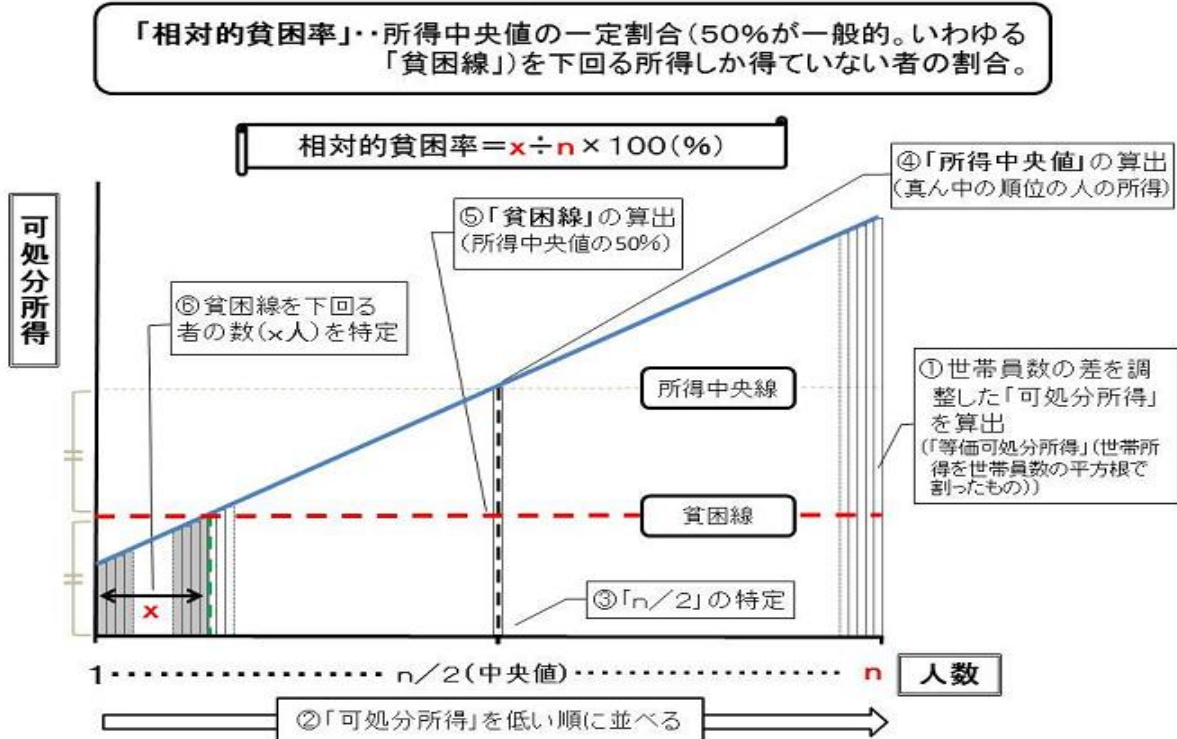 「相対的貧困率」‥所得中央値の一定割合（50％が一般的。いわゆる
「貧困線」）を下回る所得しか得ていない者の割合。
相対的貧困率＝x÷n×100（％）
④「所得中央値」の算出
（真ん中の順位の人の所得）
⑤「貧困線」の算出
（所得中央値の50％）
可処分所得
⑥貧困線を下回る
者の数（x人）を特定
所得中央線
①世帯員数の差を調
整した「可処分所得」
を算出
（「等価可処分所得」（世帯所
得を世帯員数の平方根で
割ったもの））
貧困線
x
③「n／2」の特定
1 ‥‥‥‥‥‥‥‥ n／2（中央値）‥‥‥‥‥‥‥‥ n
人数
②「可処分所得」を低い順に並べる